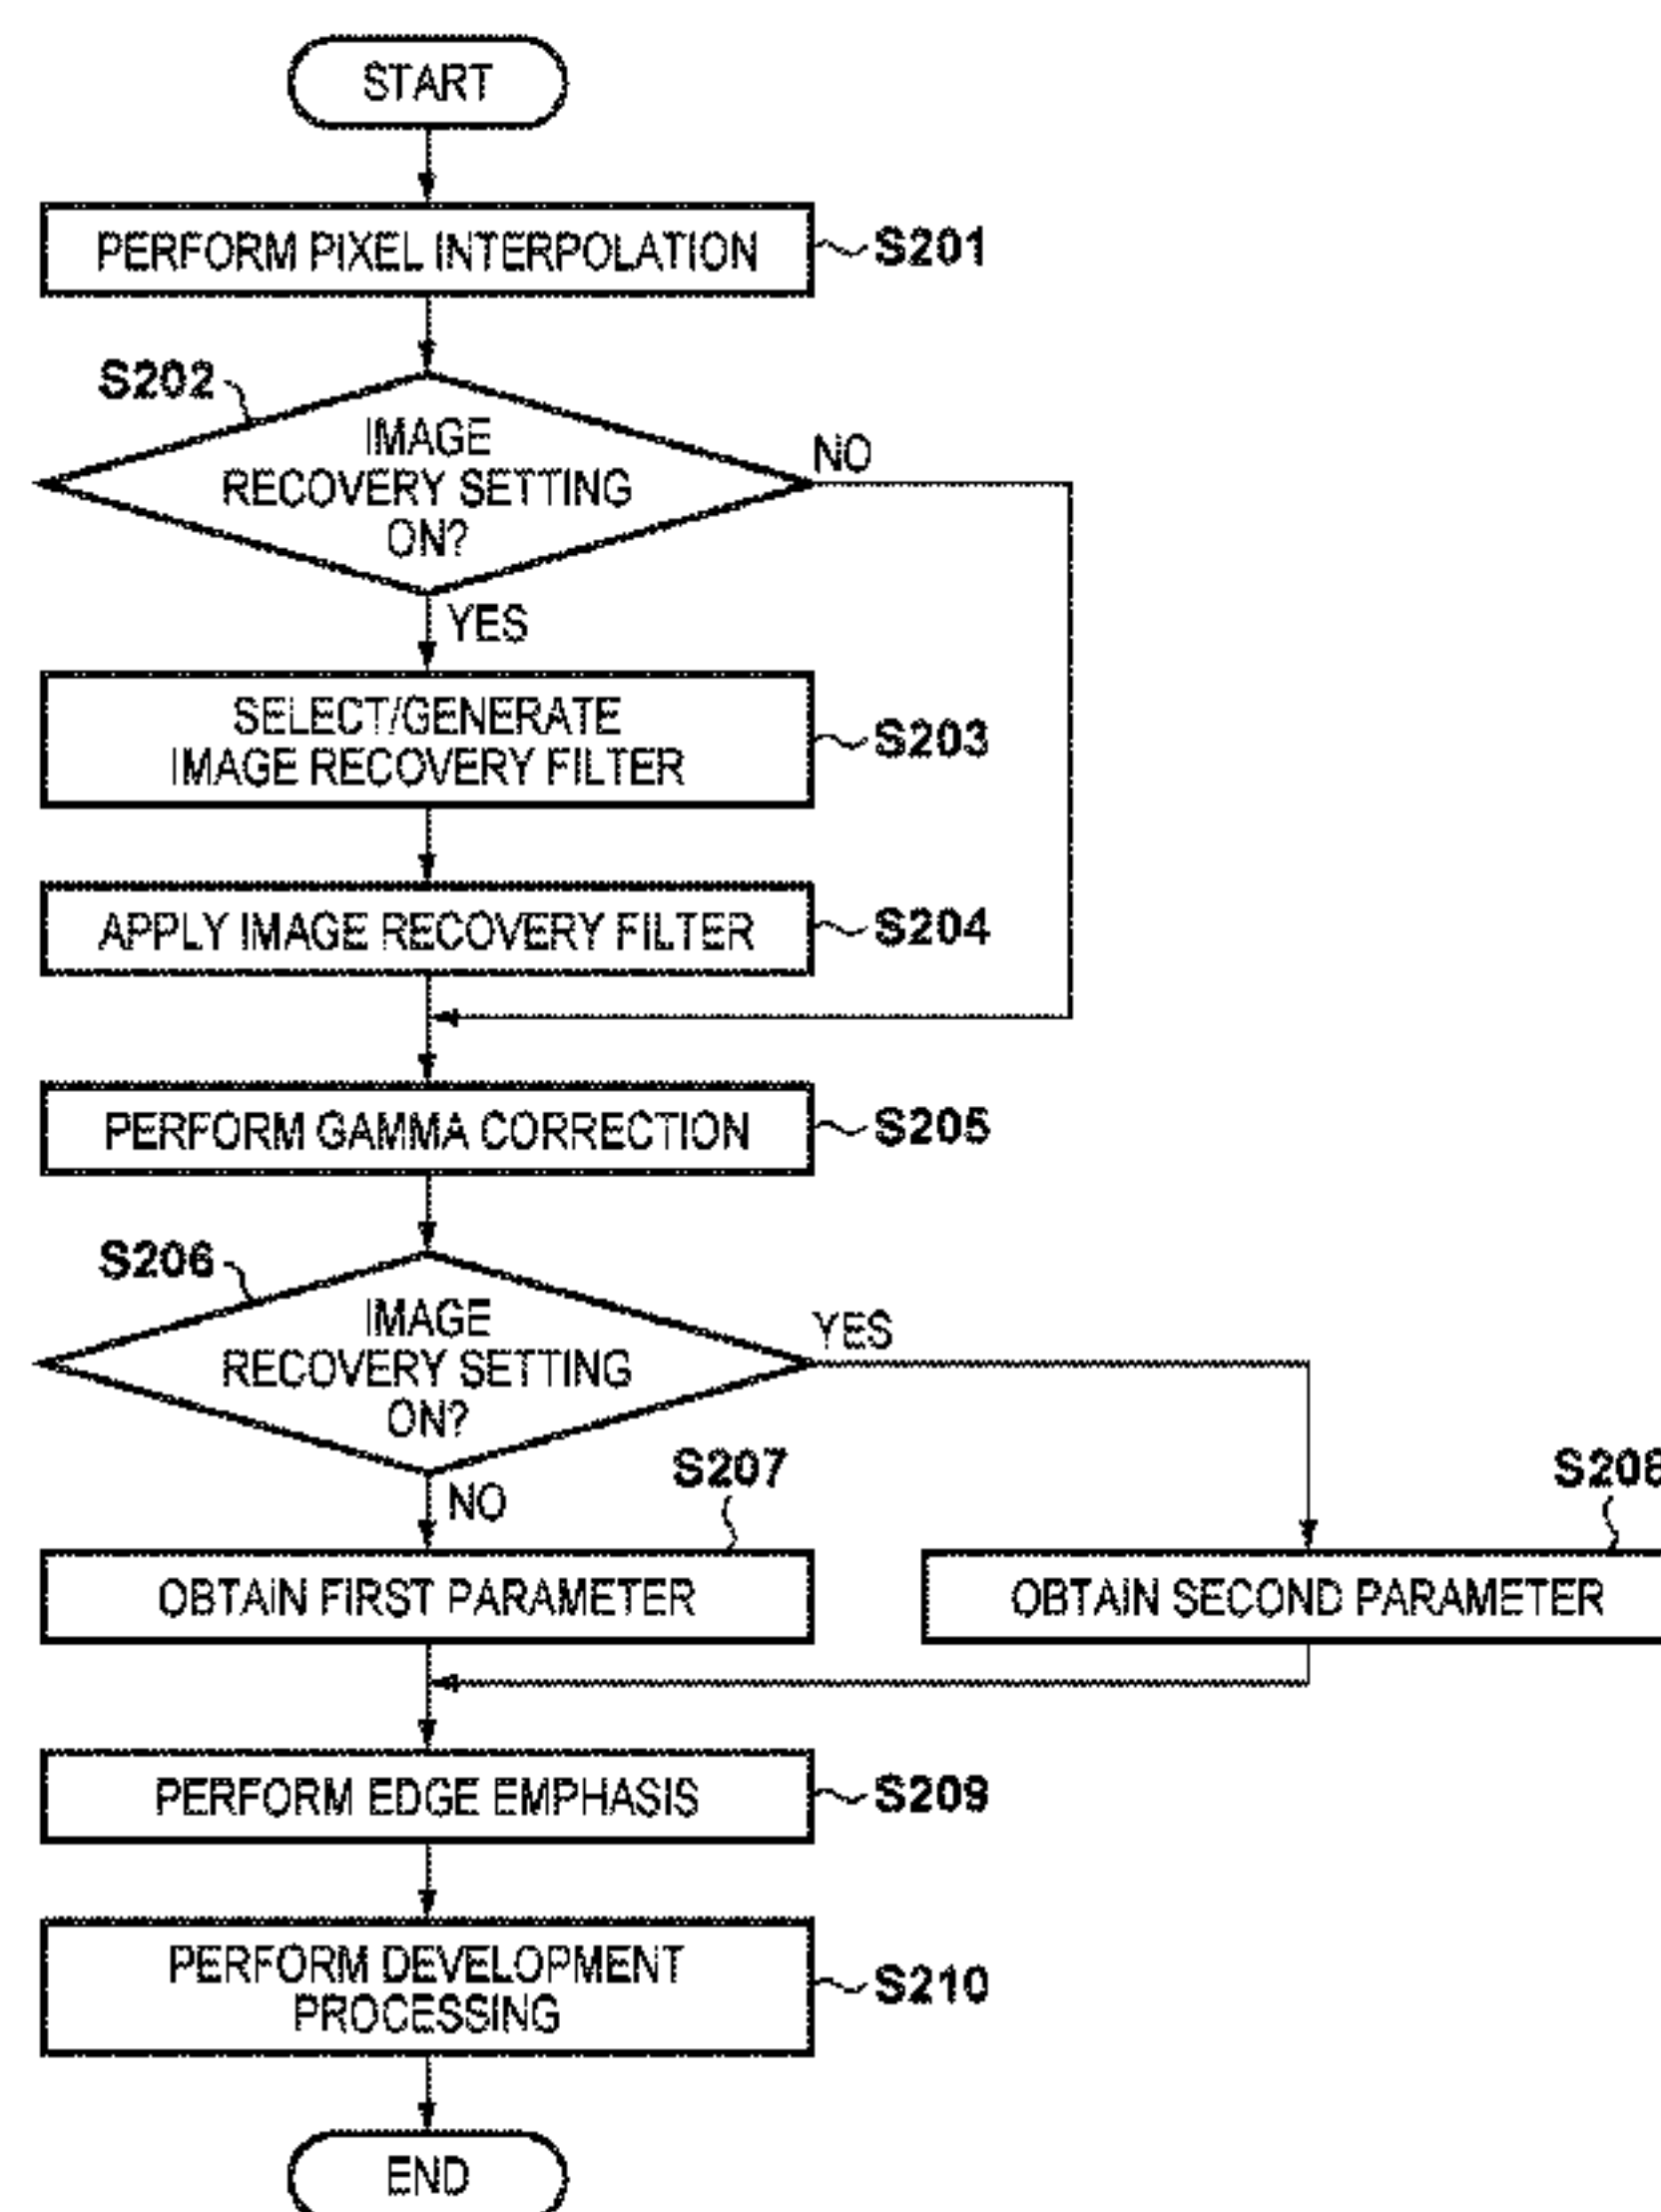 START
PERFORM PIXEL INTERPOLATION
S201
S202
IMAGE
RECOVERY SETTING
ON?
NO
YES
SELECT/GENERATE
IMAGE RECOVERY FILTER
S203
APPLY IMAGE RECOVERY FILTER
S204
PERFORM GAMMA CORRECTION
S205
S206
IMAGE
RECOVERY SETTING
ON?
YES
NO
S207
S208
OBTAIN FIRST PARAMETER
OBTAIN SECOND PARAMETER
PERFORM EDGE EMPHASIS
S209
PERFORM DEVELOPMENT
PROCESSING
S210
END